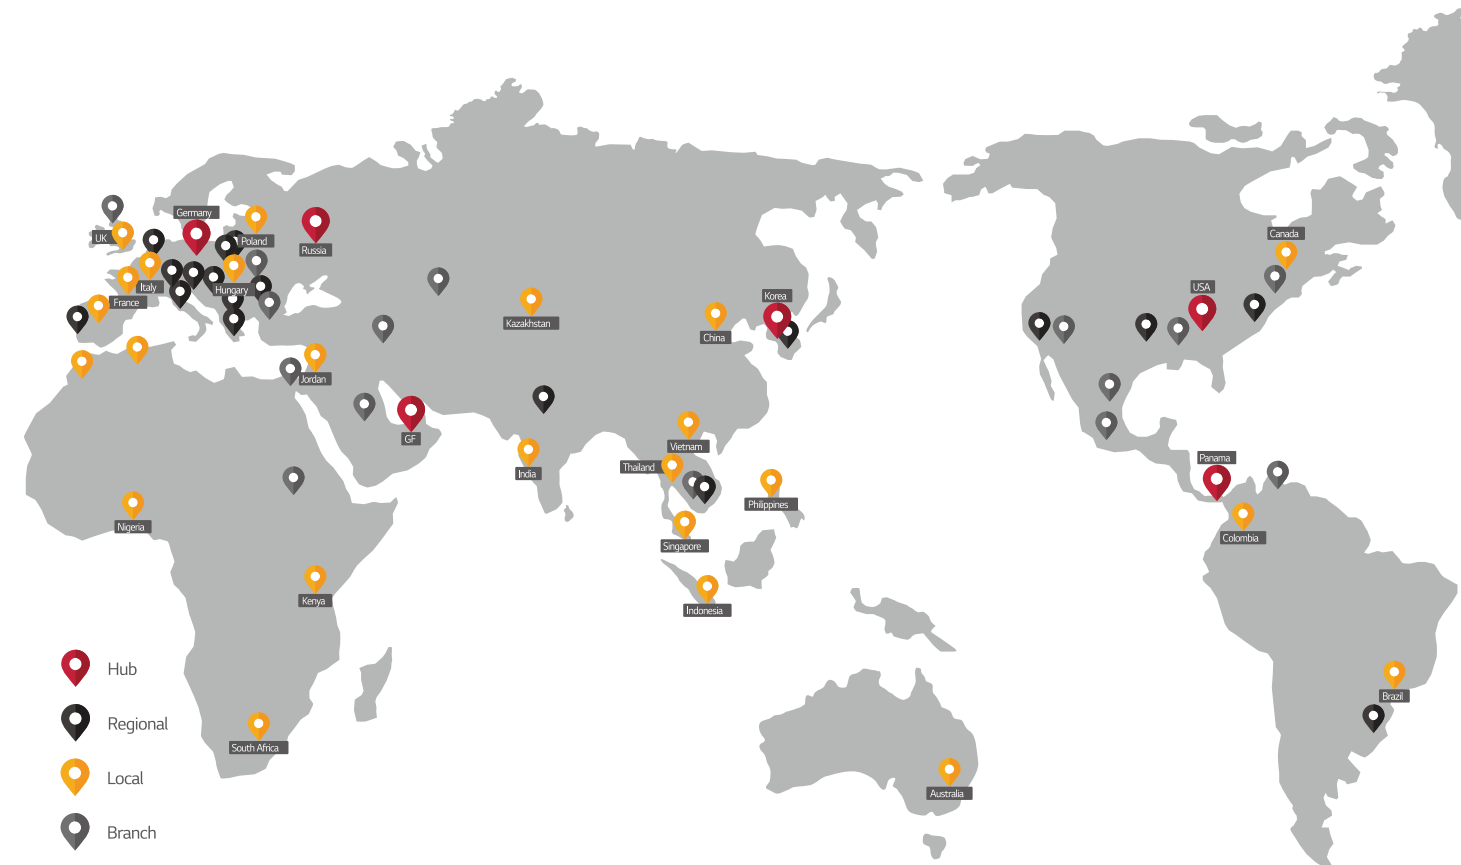 Germany
UK
Poland
Russia
Italy
Hungary
France
Kazakhstan
China
Korea
Canada
USA
Jordan
GF
India
Vietnam
Thailand
Philippines
Singapore
Indonesia
Panama
Colombia
Nigeria
Kenya
South Africa
Brazil
Australia
Hub
Regional
Local
Branch